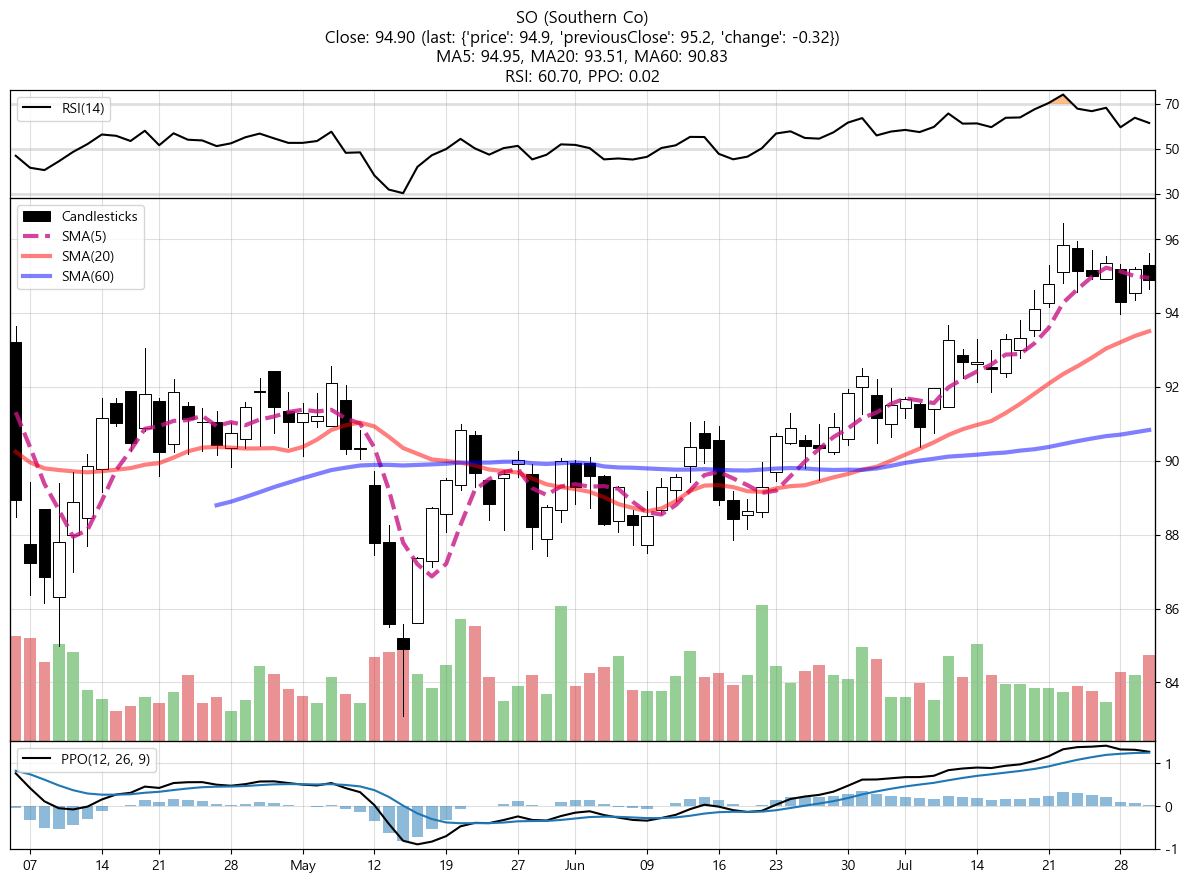 SO (Southern Co)
Close: 94.90 (last: {'price': 94.9, 'previousClose': 95.2, 'change': -0.32})
MA5: 94.95, MA20: 93.51, MA60: 90.83
RSI: 60.70, PPO: 0.02
RSI(14)
70
50
30
Candlesticks
SMA(5)
SMA(20)
SMA(60)
96
94
92
90
88
86
84
PPO(12, 26, 9)
1
0
-1
07 14 21 28 May 12 19 27 Jun 09 16 23 30 Jul 14 21 28